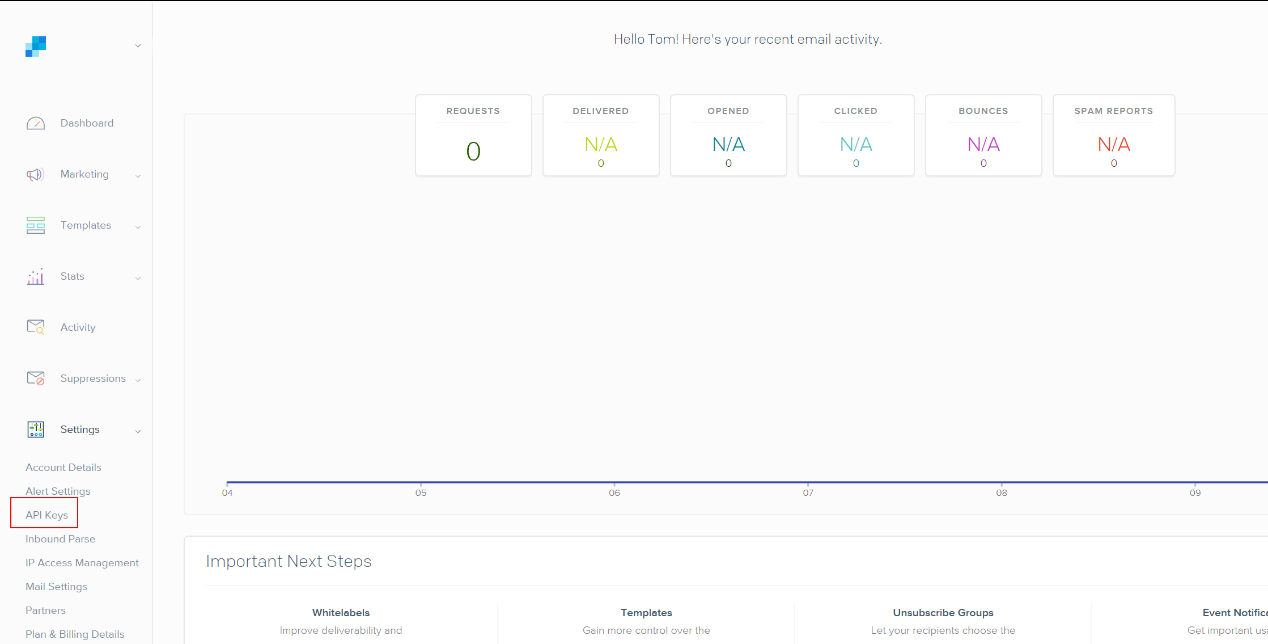 Hello Tom! Here's your recent email activity.
Dashboard
Marketing
Templates
Stats
Activity
Suppressions
Settings
Account Details
Alert Settings
API Keys
Inbound Parse
IP Access Management
Mail Settings
Partners
Plan & Billing Details
REQUESTS
0
DELIVERED
N/A
0
OPENED
N/A
0
CLICKED
N/A
0
BOUNCES
N/A
0
SPAM REPORTS
N/A
0
04 05 06 07 08 09
Important Next Steps
Whitelabels
Improve deliverability and
Templates
Gain more control over the
Unsubscribe Groups
Let your recipients choose the
Event Notifica
Get important us